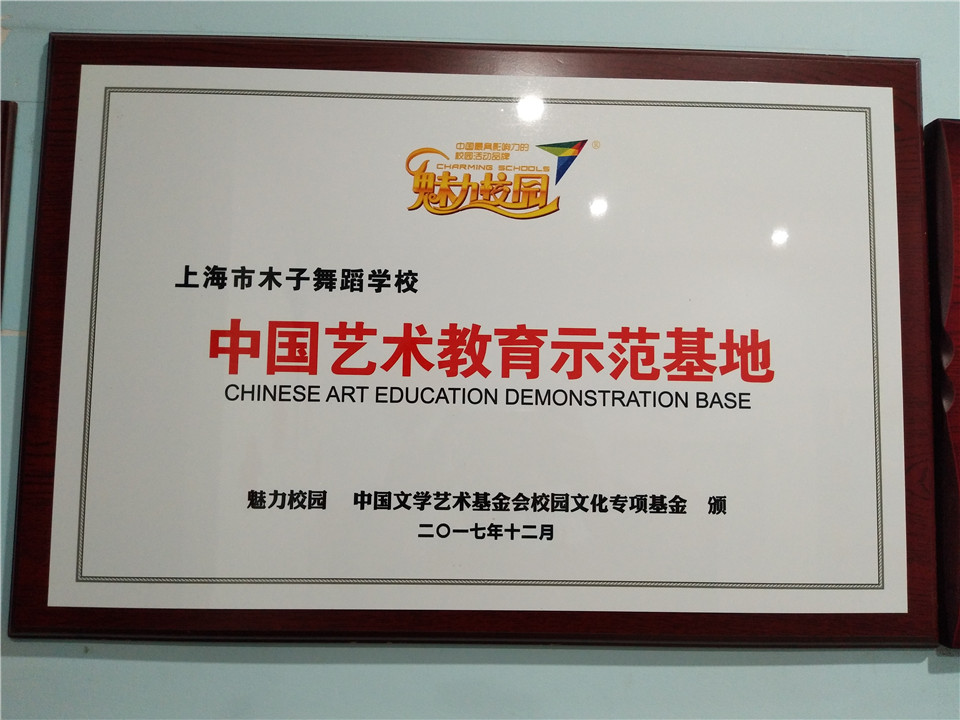 中国最具影响力的
校园活动品牌
CHARMING SCHOOLS
魅力校园
®
上海市木子舞蹈学校
中国艺术教育示范基地
CHINESE ART EDUCATION DEMONSTRATION BASE
魅力校园 中国文学艺术基金会校园文化专项基金 颁
二〇一七年十二月